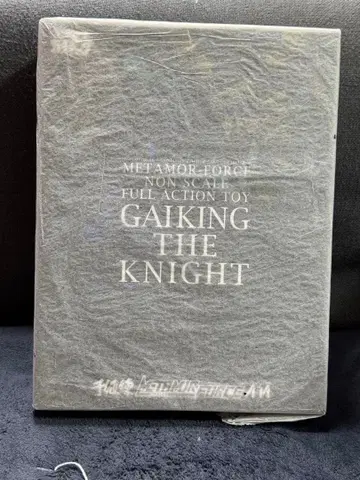 METAMOR-FORCE
NON SCALE
FULL ACTION TOY
GAIKING
THE
KNIGHT